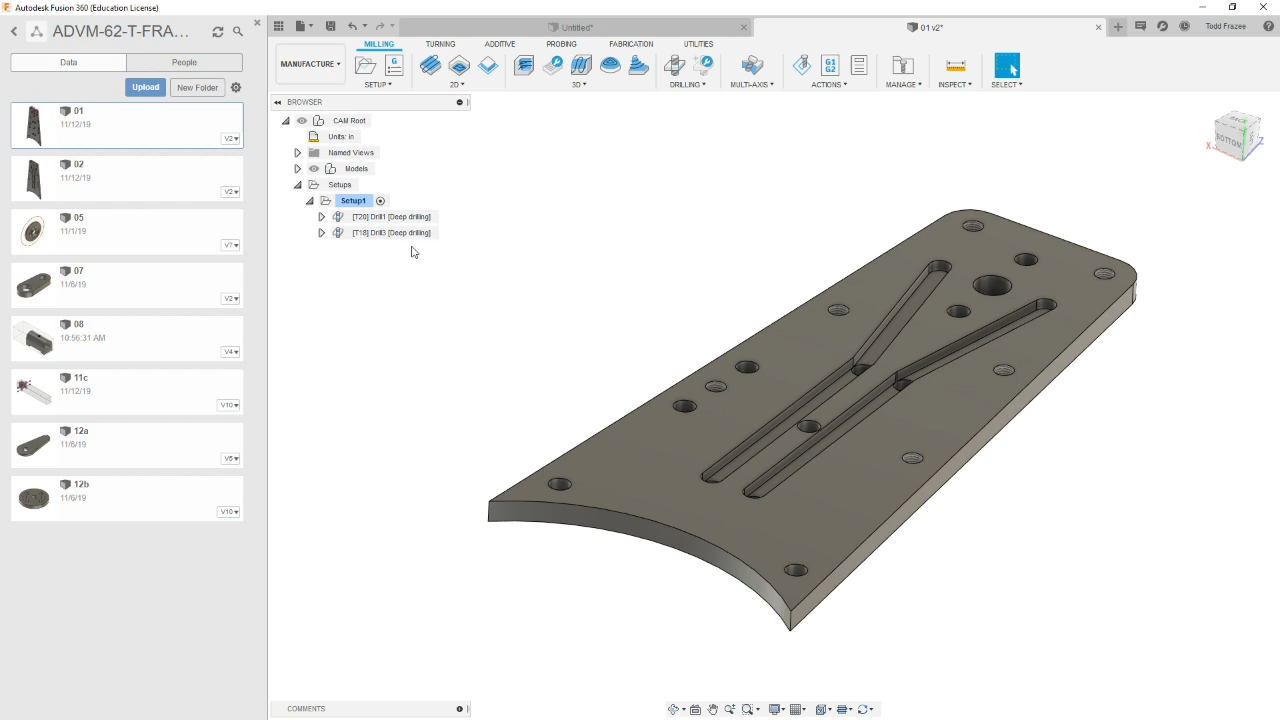 Autodesk Fusion 360 (Education License)
ADVM-62-T-FRA...
Data
People
Upload
New Folder
01
11/12/19
V2
02
11/12/19
V2
05
11/1/19
V7
07
11/6/19
V2
08
10:56:31 AM
V4
11c
11/12/19
V10
12a
11/6/19
V6
12b
11/6/19
V10
Untitled*
01 v2*
Todd Frazee
MILLING
TURNING
ADDITIVE
PROBING
FABRICATION
UTILITIES
MANUFACTURE
G
G1
G2
SETUP
2D
3D
DRILLING
MULTI-AXIS
ACTIONS
MANAGE
INSPECT
SELECT
BROWSER
CAM Root
Units: in
Named Views
Models
Setups
Setup1
[T20] Drill1 [Deep drilling]
[T18] Drill3 [Deep drilling]
BOTTOM
X
Z
COMMENTS